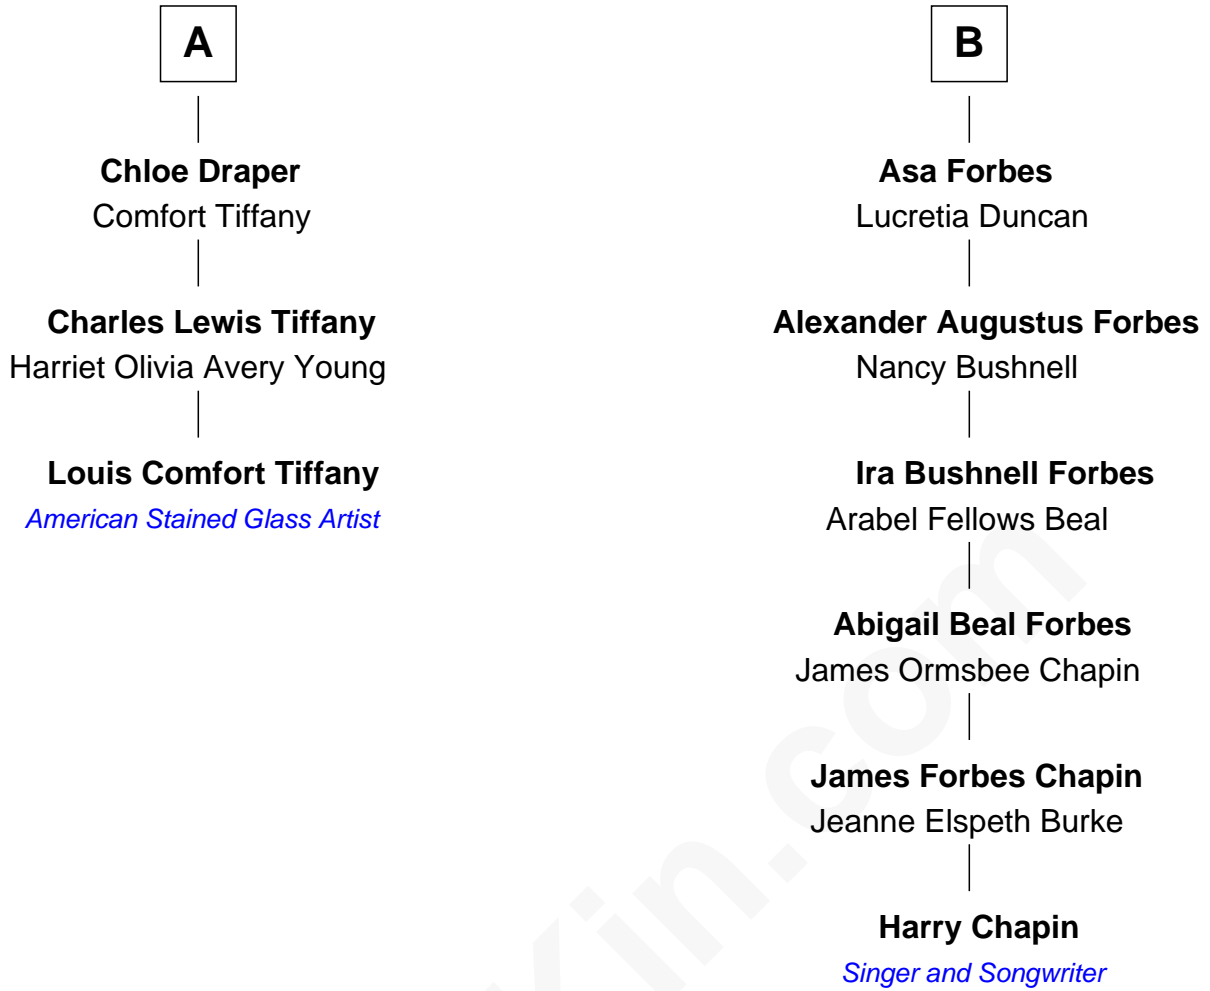 A
Chloe Draper
Comfort Tiffany
Charles Lewis Tiffany
Harriet Olivia Avery Young
Louis Comfort Tiffany
American Stained Glass Artist
B
Asa Forbes
Lucretia Duncan
Alexander Augustus Forbes
Nancy Bushnell
Ira Bushnell Forbes
Arabel Fellows Beal
Abigail Beal Forbes
James Ormsbee Chapin
James Forbes Chapin
Jeanne Elspeth Burke
Harry Chapin
Singer and Songwriter